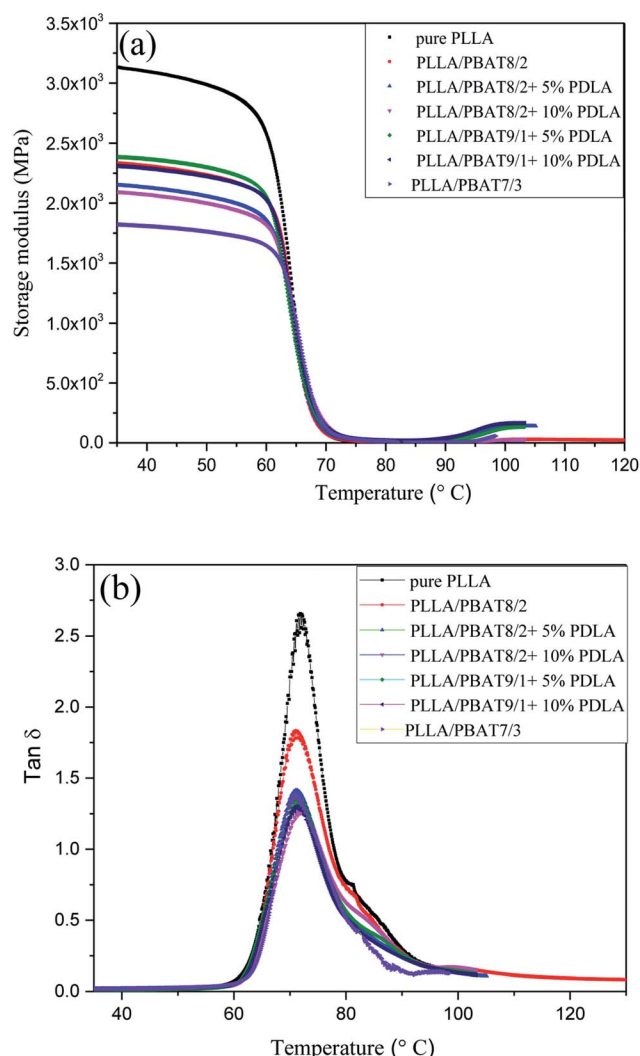 (a)
pure PLLA
PLLA/PBAT8/2
PLLA/PBAT8/2+ 5% PDLA
PLLA/PBAT8/2+ 10% PDLA
PLLA/PBAT9/1+ 5% PDLA
PLLA/PBAT9/1+ 10% PDLA
PLLA/PBAT7/3
Storage modulus (MPa)
3.5x10³
3.0x10³
2.5x10³
2.0x10³
1.5x10³
1.0x10³
5.0x10²
0.0
40 50 60 70 80 90 100 110 120
Temperature (° C)
(b)
pure PLLA
PLLA/PBAT8/2
PLLA/PBAT8/2+ 5% PDLA
PLLA/PBAT8/2+ 10% PDLA
PLLA/PBAT9/1+ 5% PDLA
PLLA/PBAT9/1+ 10% PDLA
PLLA/PBAT7/3
Tan δ
3.0
2.5
2.0
1.5
1.0
0.5
0.0
40 60 80 100 120
Temperature (° C)